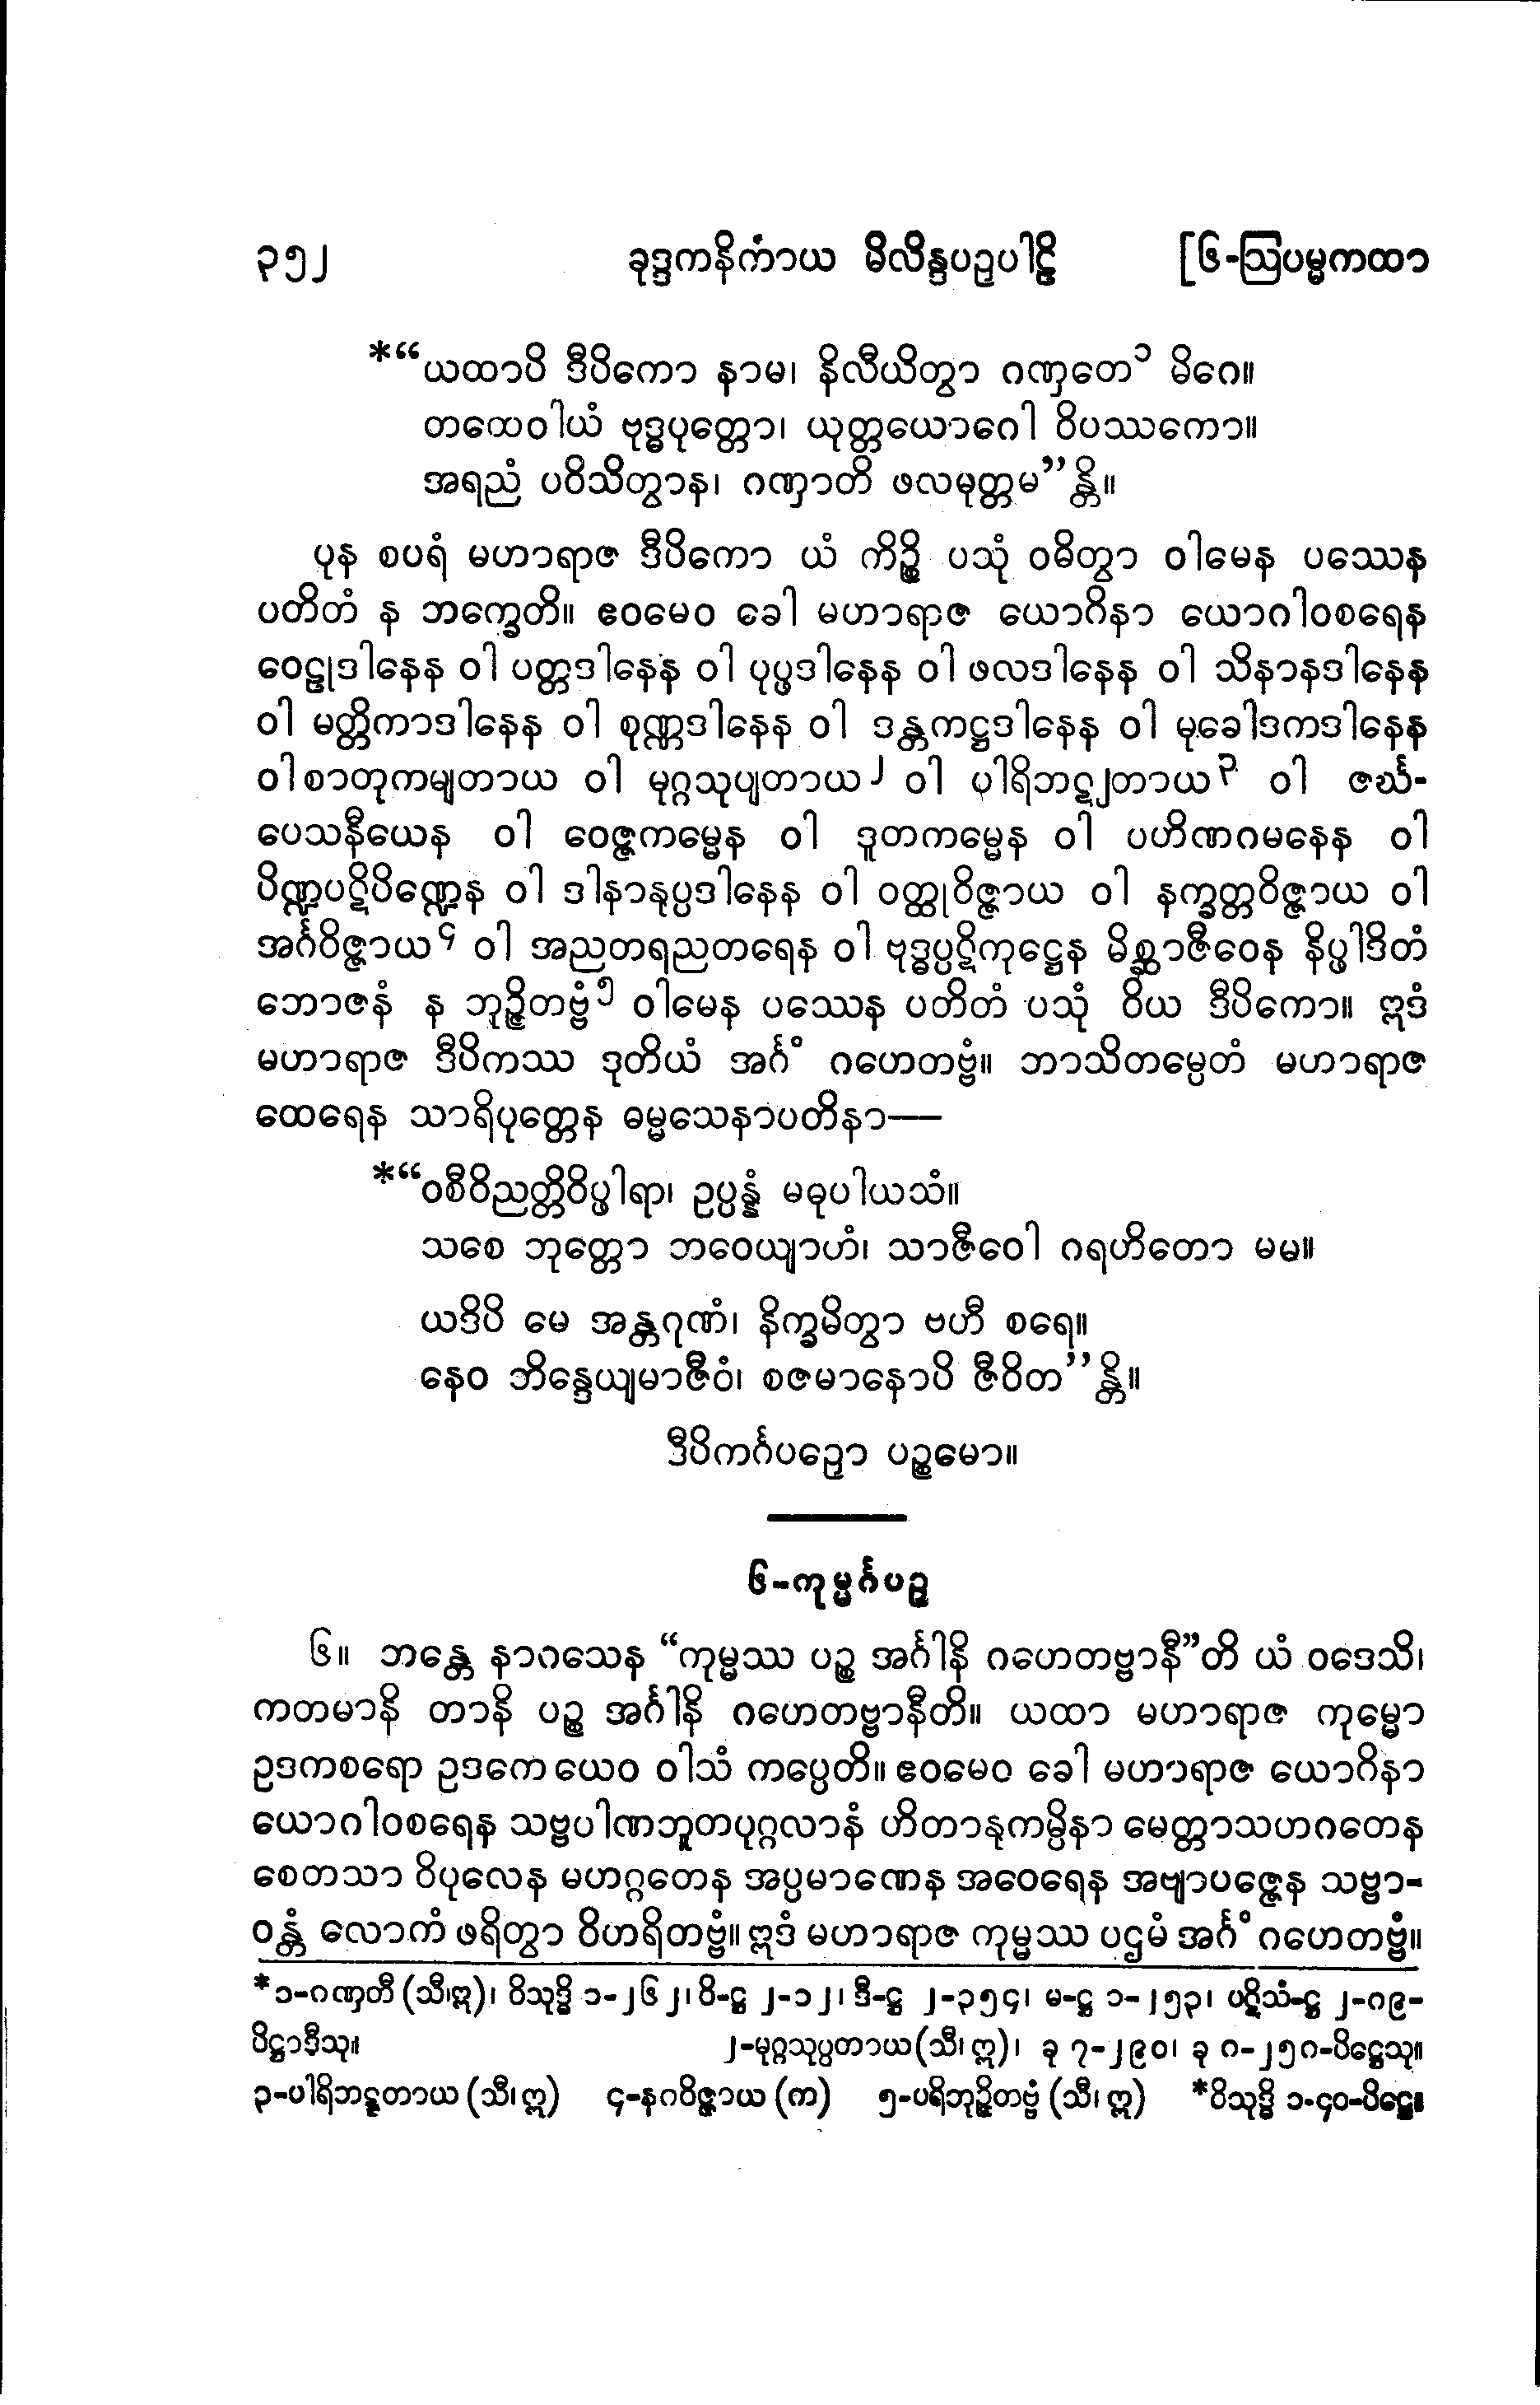 ၃၅၂ ခုဒ္ဒကနိကာယ မိလိန္ဒပဉှပါဠိ [၆-ဩပမ္မကထာ
*“ယထာပိ ဒီပိကော နာမ၊ နိလီယိတွာ ဂဏှတေ ၁ မိဂေ။
တထေဝါယံ ဗုဒ္ဓပုတ္တော၊ ယုတ္တယောဂေါ ဝိပဿကော။
အရညံ ပဝိသိတွာန၊ ဂဏှာတိ ဖလမုတ္တမ”န္တိ။
ပုန စပရံ မဟာရာဇ ဒီပိကော ယံ ကိဉ္စိ ပသုံ ဝဓိတွာ ဝါမေန ပဿေန
ပတိတံ န ဘက္ခေတိ။ ဧဝမေဝ ခေါ မဟာရာဇ ယောဂိနာ ယောဂါဝစရေန
ဝေဠုဒါနေန ဝါ ပတ္တဒါနေန ဝါ ပုပ္ဖဒါနေန ဝါ ဖလဒါနေန ဝါ သိနာနဒါနေန
ဝါ မတ္တိကာဒါနေန ဝါ စုဏ္ဏဒါနေန ဝါ ဒန္တကဋ္ဌဒါနေန ဝါ မုခေါဒကဒါနေန
ဝါ စာတုကမျတာယ ဝါ မုဂ္ဂသုပျတာယ ၂ ဝါ ပါရိဘဋျတာယ ၃ ဝါ ဇင်္ဃ-
ပေသနီယေန ဝါ ဝေဇ္ဇကမ္မေန ဝါ ဒူတကမ္မေန ဝါ ပဟိဏဂမနေန ဝါ
ပိဏ္ဍပဋိပိဏ္ဍေန ဝါ ဒါနာနုပ္ပဒါနေန ဝါ ဝတ္ထုဝိဇ္ဇာယ ဝါ နက္ခတ္တဝိဇ္ဇာယ ဝါ
အင်္ဂဝိဇ္ဇာယ ၄ ဝါ အညတရညတရေန ဝါ ဗုဒ္ဓပ္ပဋိကုဋ္ဌေန မိစ္ဆာဇီဝေန နိပ္ဖါဒိတံ
ဘောဇနံ န ဘုဉ္ဇိတဗ္ဗံ ၅ ဝါမေန ပဿေန ပတိတံ ပသုံ ဝိယ ဒီပိကော။ ဣဒံ
မဟာရာဇ ဒီပိကဿ ဒုတိယံ အင်္ဂံ ဂဟေတဗ္ဗံ။ ဘာသိတမ္ပေတံ မဟာရာဇ
ထေရေန သာရိပုတ္တေန ဓမ္မသေနာပတိနာ—
*“ဝစီဝိညတ္တိဝိပ္ဖါရာ၊ ဥပ္ပန္နံ မဓုပါယသံ။
သစေ ဘုတ္တော ဘဝေယျာဟံ၊ သာဇီဝေါ ဂရဟိတော မမ။
ယဒိပိ မေ အန္တဂုဏံ၊ နိက္ခမိတွာ ဗဟီ စရေ။
နေဝ ဘိန္ဒေယျမာဇီဝံ၊ စဇမာနောပိ ဇီဝိတ”န္တိ။
ဒီပိကင်္ဂပဉှော ပဉ္စမော။
၆-ကုမ္မင်္ဂပဉှ
၆။ ဘန္တေ နာဂသေန “ကုမ္မဿ ပဉ္စ အင်္ဂါနိ ဂဟေတဗ္ဗာနီ”တိ ယံ ဝဒေသိ၊
ကတမာနိ တာနိ ပဉ္စ အင်္ဂါနိ ဂဟေတဗ္ဗာနီတိ။ ယထာ မဟာရာဇ ကုမ္မော
ဥဒကစရော ဥဒကေ ယေဝ ဝါသံ ကပ္ပေတိ။ ဧဝမေဝ ခေါ မဟာရာဇ ယောဂိနာ
ယောဂါဝစရေန သဗ္ဗပါဏဘူတပုဂ္ဂလာနံ ဟိတာနုကမ္ပိနာ မေတ္တာသဟဂတေန
စေတသာ ဝိပုလေန မဟဂ္ဂတေန အပ္ပမာဏေန အဝေရေန အဗျာပဇ္ဇေန သဗ္ဗာ-
ဝန္တံ လောကံ ဖရိတွာ ဝိဟရိတဗ္ဗံ။ ဣဒံ မဟာရာဇ ကုမ္မဿ ပဌမံ အင်္ဂံ ဂဟေတဗ္ဗံ။
*၁-ဂဏှတီ (သီ၊ဣ)၊ ဝိသုဒ္ဓိ ၁-၂၆၂၊ ဝိ-ဋ္ဌ ၂-၁၂၊ ဒီ-ဋ္ဌ ၂-၃၅၄၊ မ-ဋ္ဌ ၁-၂၅၃၊ ပဋိသံ-ဋ္ဌ ၂-၈၉-
ပိဋ္ဌာဒီသု။ ၂-မုဂ္ဂသုပ္ပတာယ (သီ၊ ဣ)၊ ခု ၇-၂၉၀၊ ခု ၈-၂၅၈-ပိဋ္ဌေသု။
၃-ပါရိဘဋ္ဋတာယ (သီ၊ ဣ) ၄-နဂဝိဇ္ဇာယ (က) ၅-ပရိဘုဉ္ဇိတဗ္ဗံ (သီ၊ ဣ) *ဝိသုဒ္ဓိ ၁-၄၀-ပိဋ္ဌေ။